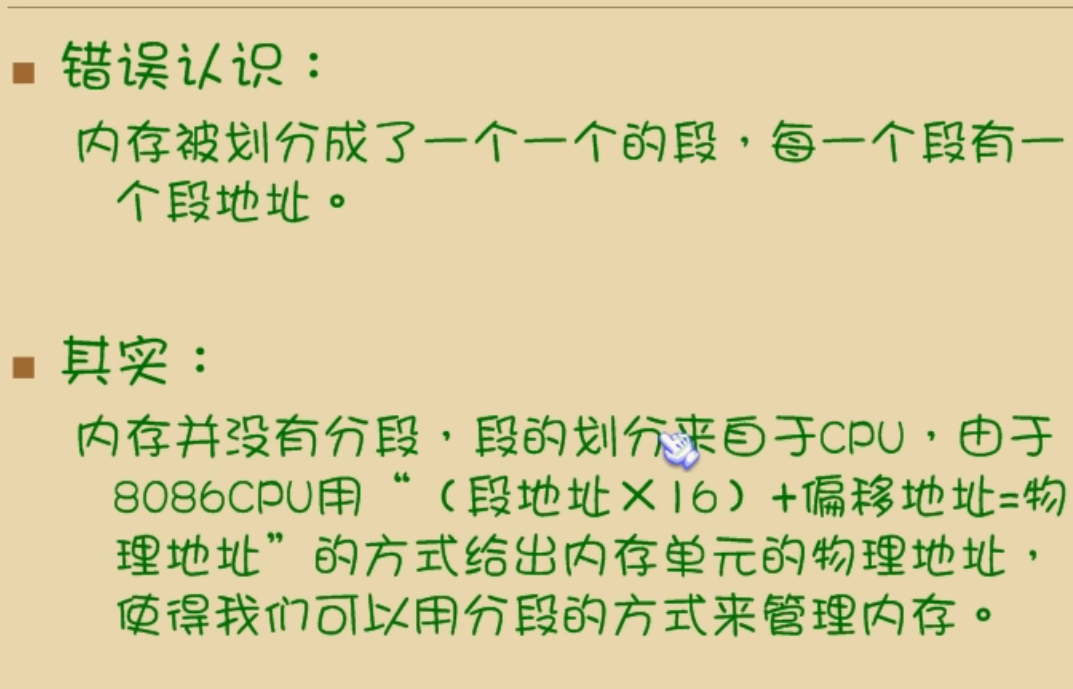 错误认识：
内存被划分成了一个一个的段，每一个段有一
个段地址。
其实：
内存并没有分段，段的划分来自于CPU，由于
8086CPU用“（段地址×16）+偏移地址=物
理地址”的方式给出内存单元的物理地址，
使得我们可以用分段的方式来管理内存。